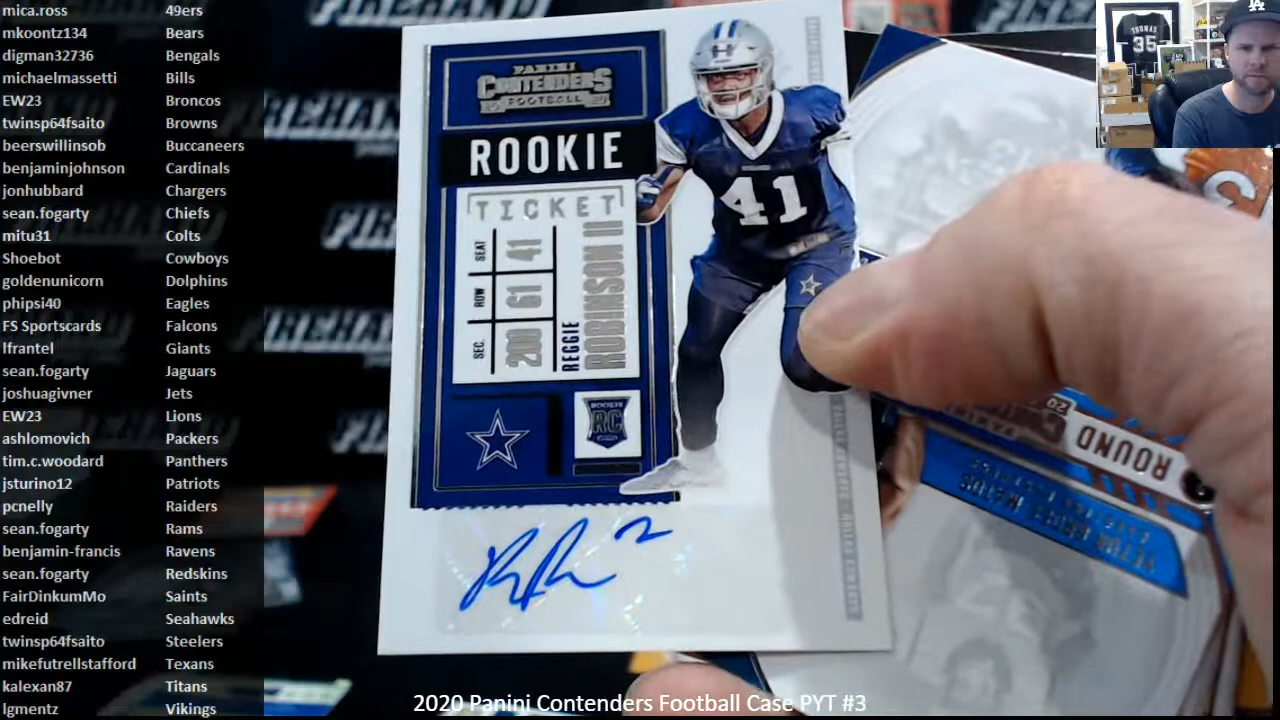 mica.ross 49ers
mkoontz134 Bears
digman32736 Bengals
michaelmassetti Bills
EW23 Broncos
twinsp64fsaito Browns
beerswillinsob Buccaneers
benjaminjohnson Cardinals
jonhubbard Chargers
sean.fogarty Chiefs
mitu31 Colts
Shoebot Cowboys
goldenunicorn Dolphins
phipsi40 Eagles
FS Sportscards Falcons
lfrantel Giants
sean.fogarty Jaguars
joshuagivner Jets
EW23 Lions
ashlomovich Packers
tim.c.woodard Panthers
jsturino12 Patriots
pcnelly Raiders
sean.fogarty Rams
benjamin-francis Ravens
sean.fogarty Redskins
FairDinkumMo Saints
edreid Seahawks
twinsp64fsaito Steelers
mikefutrellstafford Texans
kalexan87 Titans
lgmentz Vikings
PANINI
CONTENDERS
FOOTBALL
ROOKIE
TICKET
SEAT 41
ROW 61
SEC. 200
REGGIE
ROBINSON II
ROOKIE
RC
41
ROUND
THOMAS
35
LA
2020 Panini Contenders Football Case PYT #3